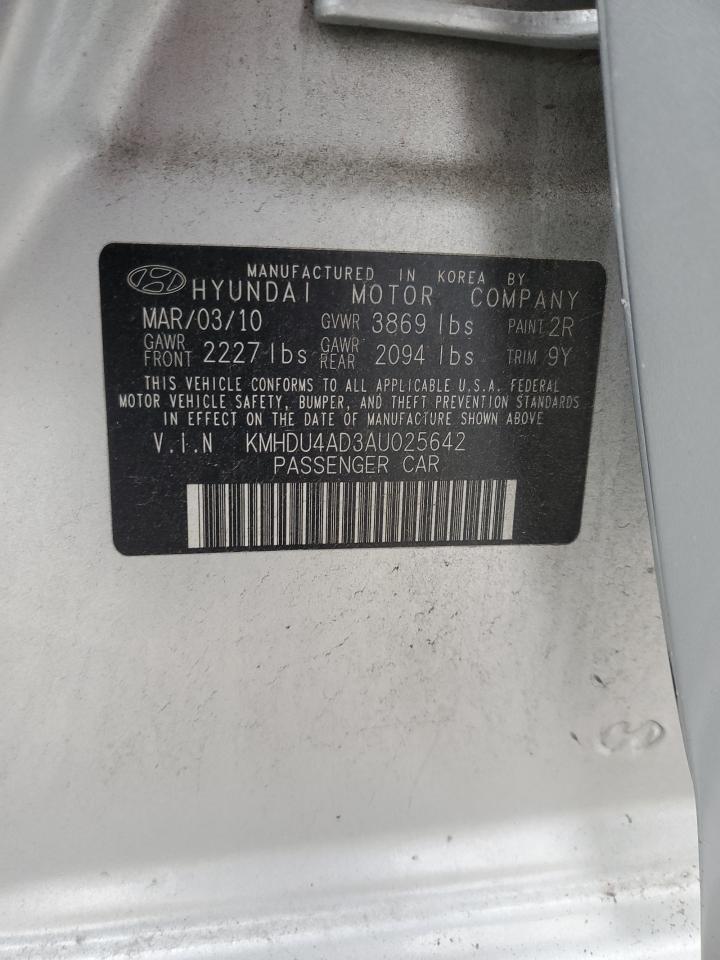 MANUFACTURED IN KOREA BY
HYUNDAI MOTOR COMPANY
MAR/03/10 GVWR 3869 lbs PAINT 2R
GAWR FRONT 2227 lbs GAWR REAR 2094 lbs TRIM 9Y
THIS VEHICLE CONFORMS TO ALL APPLICABLE U.S.A. FEDERAL
MOTOR VEHICLE SAFETY, BUMPER, AND THEFT PREVENTION STANDARDS
IN EFFECT ON THE DATE OF MANUFACTURE SHOWN ABOVE
V.I.N KMHDU4AD3AU025642
PASSENGER CAR